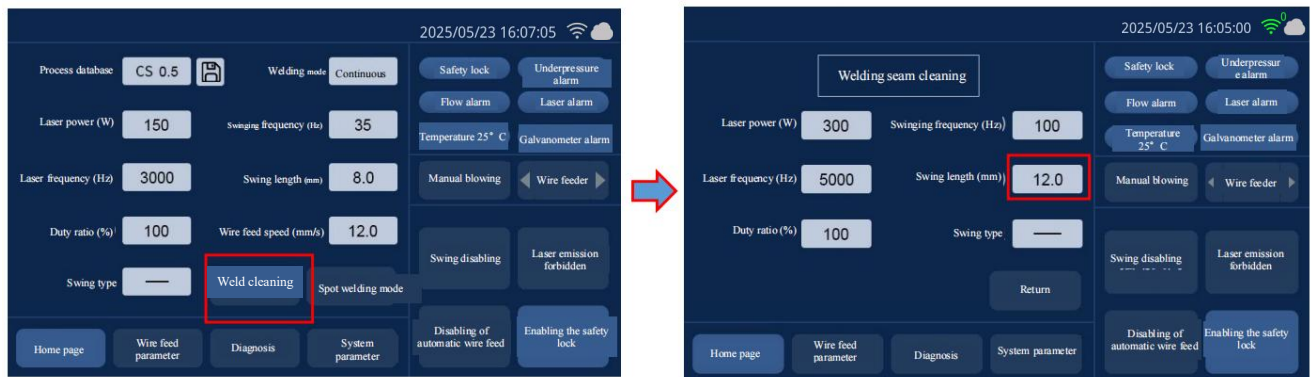 2025/05/23 16:07:05
Process database
CS 0.5
Welding mode
Continuous
Safety lock
Underpressure
alarm
Laser power (W)
150
Swinging frequency (Hz)
35
Flow alarm
Laser alarm
Temperature 25° C
Galvanometer alarm
Laser frequency (Hz)
3000
Swing length (mm)
8.0
Manual blowing
Wire feeder
Duty ratio (%)
100
Wire feed speed (mm/s)
12.0
Swing disabling
Laser emission
forbidden
Swing type
Weld cleaning
Spot welding mode
Disabling of
automatic wire feed
Enabling the safety
lock
Home page
Wire feed
parameter
Diagnosis
System
parameter
2025/05/23 16:05:00
0
Welding seam cleaning
Safety lock
Underpressur
e alarm
Laser power (W)
300
Swinging frequency (Hz)
100
Flow alarm
Laser alarm
Temperature
25° C
Galvanometer alarm
Laser frequency (Hz)
5000
Swing length (mm)
12.0
Manual blowing
Wire feeder
Duty ratio (%)
100
Swing type
Swing disabling
Laser emission
forbidden
Return
Disabling of
automatic wire feed
Enabling the safety
lock
Home page
Wire feed
parameter
Diagnosis
System parameter